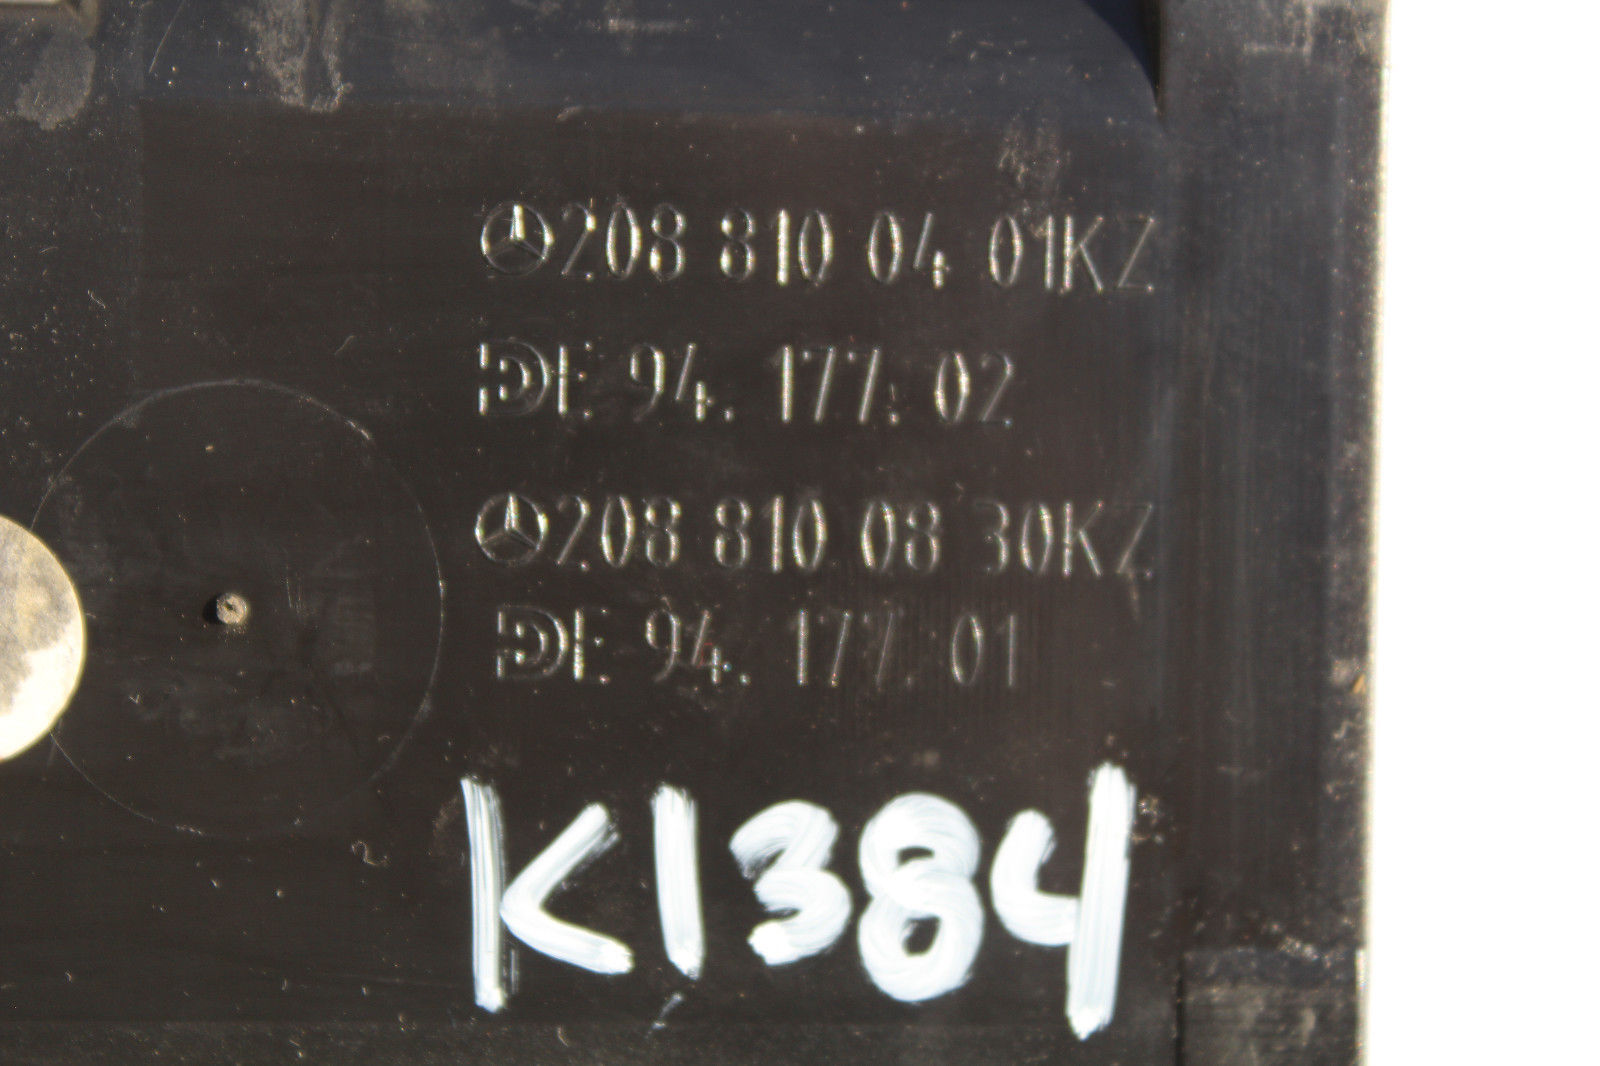 208 810 04 01KZ
DE 94. 177. 02
208 810 08 30KZ
DE 94. 177. 01
K1384